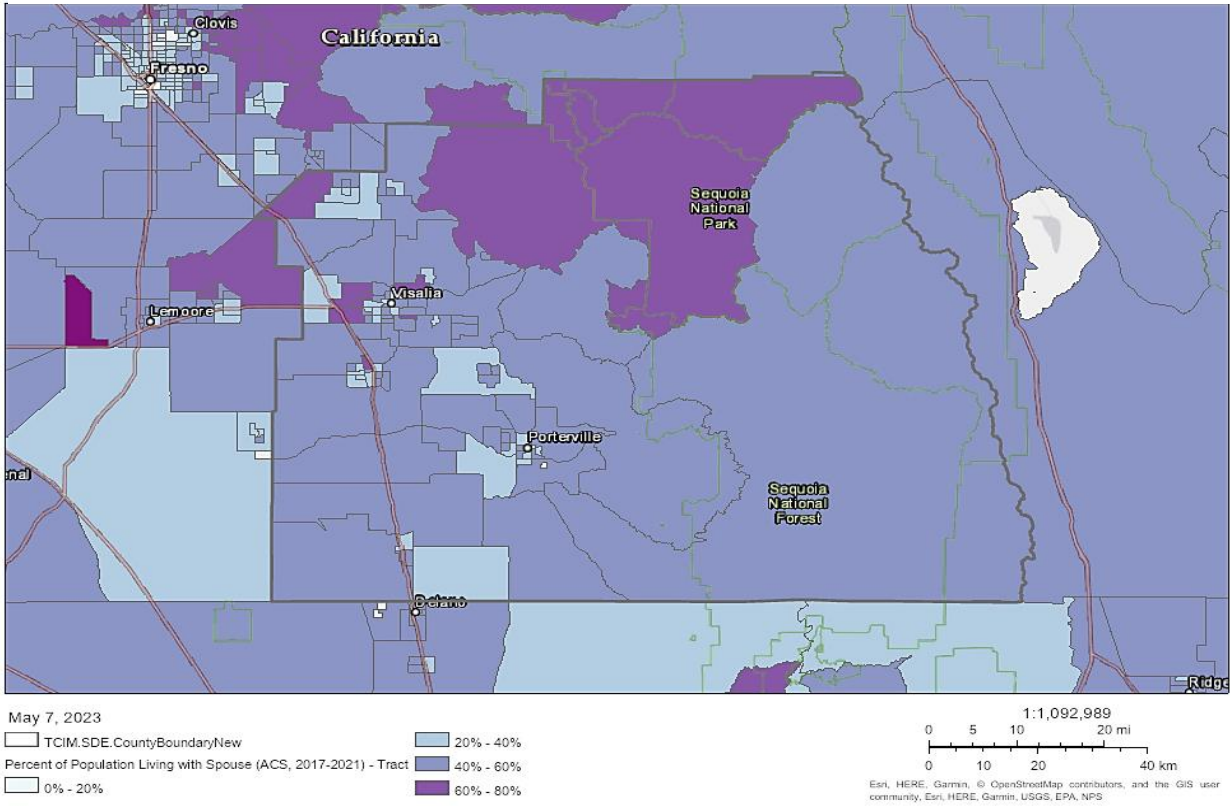 Clovis
California
Fresno
Sequoia
National
Park
Visalia
Lemoore
Porterville
nal
Sequoia
National
Forest
Delano
Ridge
May 7, 2023
TCIM.SDE.CountyBoundaryNew
Percent of Population Living with Spouse (ACS, 2017-2021) - Tract
0% - 20%
20% - 40%
40% - 60%
60% - 80%
1:1,092,989
0 5 10 20 mi
0 10 20 40 km
Esri, HERE, Garmin, © OpenStreetMap contributors, and the GIS user
community, Esri, HERE, Garmin, USGS, EPA, NPS